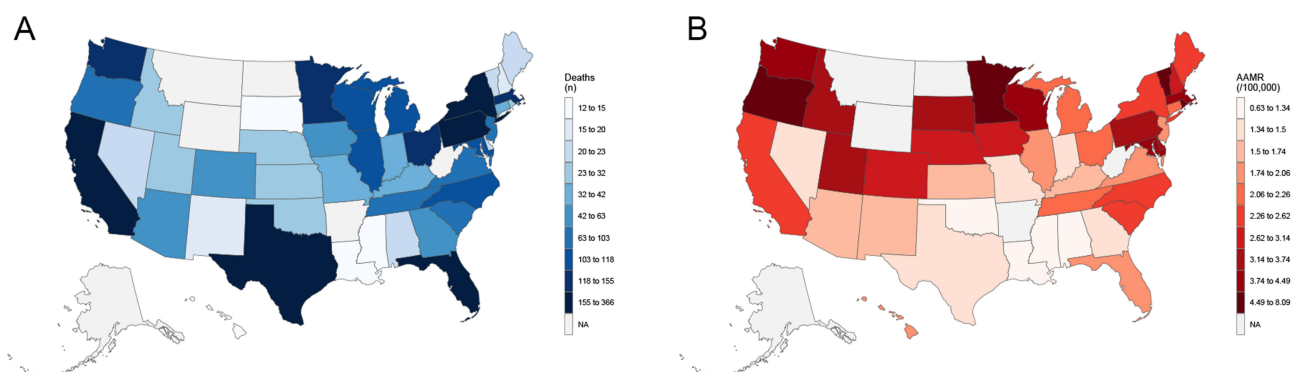 A
Deaths
(n)
12 to 15
15 to 20
20 to 23
23 to 32
32 to 42
42 to 63
63 to 103
103 to 118
118 to 155
155 to 366
NA
B
AAMR
(/100,000)
0.63 to 1.34
1.34 to 1.5
1.5 to 1.74
1.74 to 2.06
2.06 to 2.26
2.26 to 2.62
2.62 to 3.14
3.14 to 3.74
3.74 to 4.49
4.49 to 8.09
NA